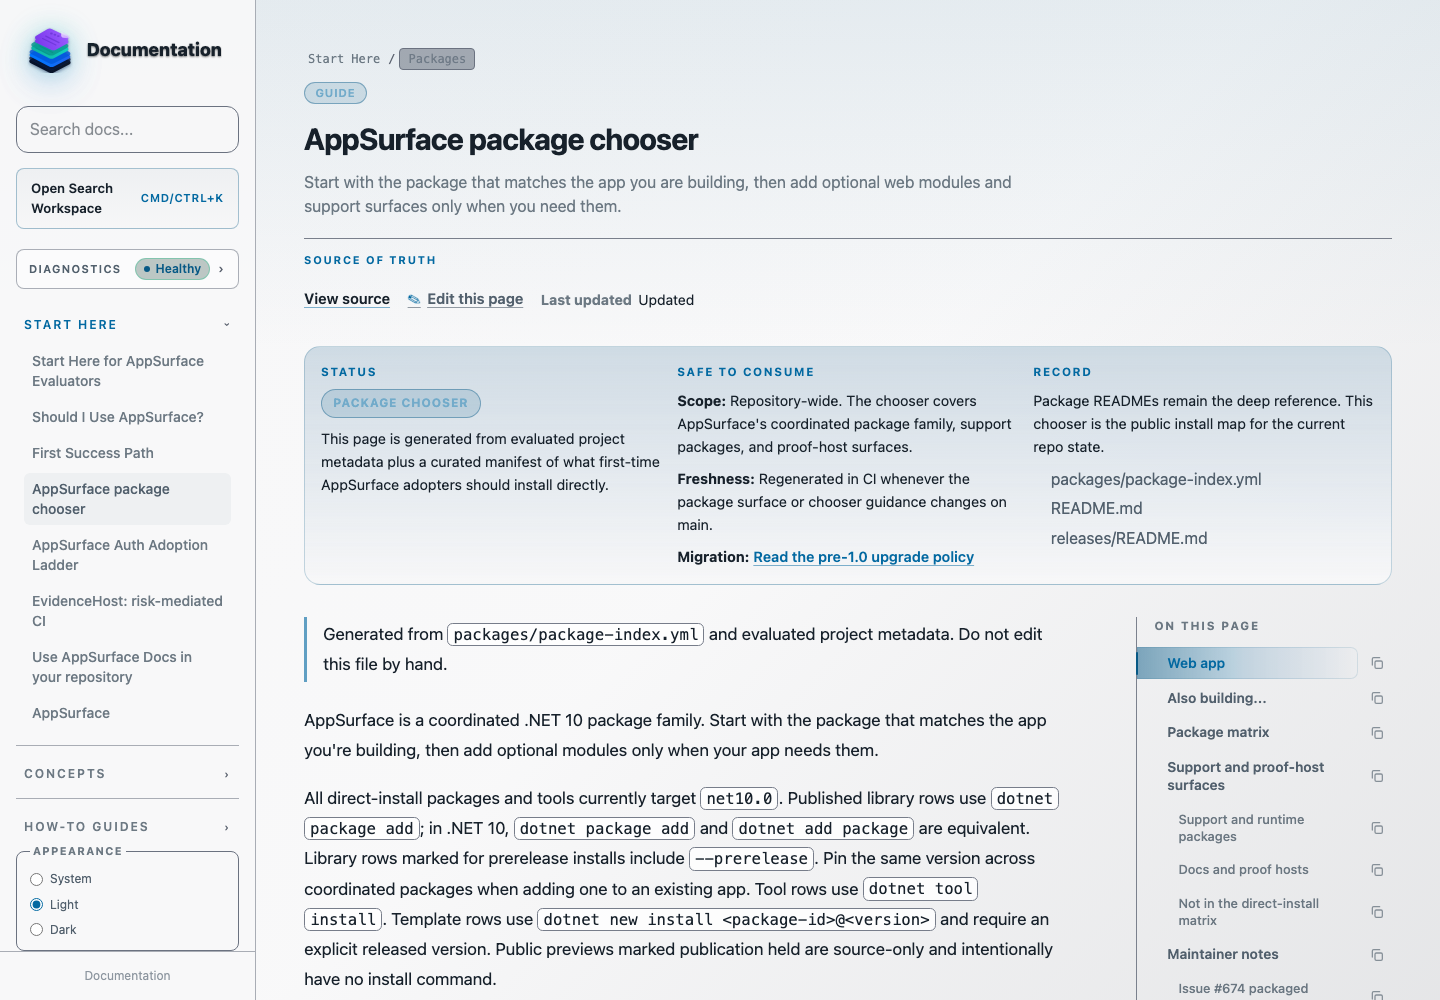 Documentation
Search docs...
Open Search
Workspace
CMD/CTRL+K
DIAGNOSTICS
Healthy
START HERE
Start Here for AppSurface
Evaluators
Should I Use AppSurface?
First Success Path
AppSurface package
chooser
AppSurface Auth Adoption
Ladder
EvidenceHost: risk-mediated
CI
Use AppSurface Docs in
your repository
AppSurface
CONCEPTS
HOW-TO GUIDES
APPEARANCE
System
Light
Dark
Documentation
Start Here / Packages
GUIDE
AppSurface package chooser
Start with the package that matches the app you are building, then add optional web modules and
support surfaces only when you need them.
SOURCE OF TRUTH
View source Edit this page Last updated Updated
STATUS
PACKAGE CHOOSER
This page is generated from evaluated project
metadata plus a curated manifest of what first-time
AppSurface adopters should install directly.
SAFE TO CONSUME
Scope: Repository-wide. The chooser covers
AppSurface's coordinated package family, support
packages, and proof-host surfaces.
Freshness: Regenerated in CI whenever the
package surface or chooser guidance changes on
main.
Migration: Read the pre-1.0 upgrade policy
RECORD
Package READMEs remain the deep reference. This
chooser is the public install map for the current
repo state.
packages/package-index.yml
README.md
releases/README.md
Generated from packages/package-index.yml and evaluated project metadata. Do not edit
this file by hand.
AppSurface is a coordinated .NET 10 package family. Start with the package that matches the app
you're building, then add optional modules only when your app needs them.
All direct-install packages and tools currently target net10.0. Published library rows use dotnet
package add; in .NET 10, dotnet package add and dotnet add package are equivalent.
Library rows marked for prerelease installs include --prerelease. Pin the same version across
coordinated packages when adding one to an existing app. Tool rows use dotnet tool
install. Template rows use dotnet new install <package-id>@<version> and require an
explicit released version. Public previews marked publication held are source-only and intentionally
have no install command.
ON THIS PAGE
Web app
Also building...
Package matrix
Support and proof-host
surfaces
Support and runtime
packages
Docs and proof hosts
Not in the direct-install
matrix
Maintainer notes
Issue #674 packaged